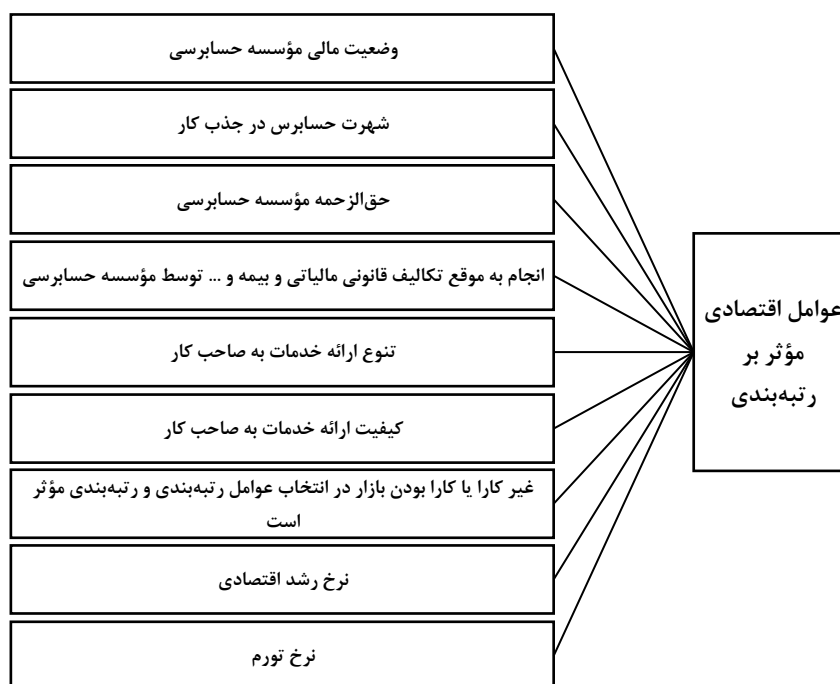 وضعیت مالی مؤسسه حسابرسی
شهرت حسابرس در جذب کار
حق‌الزحمه مؤسسه حسابرسی
انجام به موقع تکالیف قانونی مالیاتی و بیمه و ... توسط مؤسسه حسابرسی
تنوع ارائه خدمات به صاحب کار
کیفیت ارائه خدمات به صاحب کار
غیر کارا یا کارا بودن بازار در انتخاب عوامل رتبه‌بندی و رتبه‌بندی مؤثر
است
نرخ رشد اقتصادی
نرخ تورم
عوامل اقتصادی
مؤثر بر
رتبه‌بندی